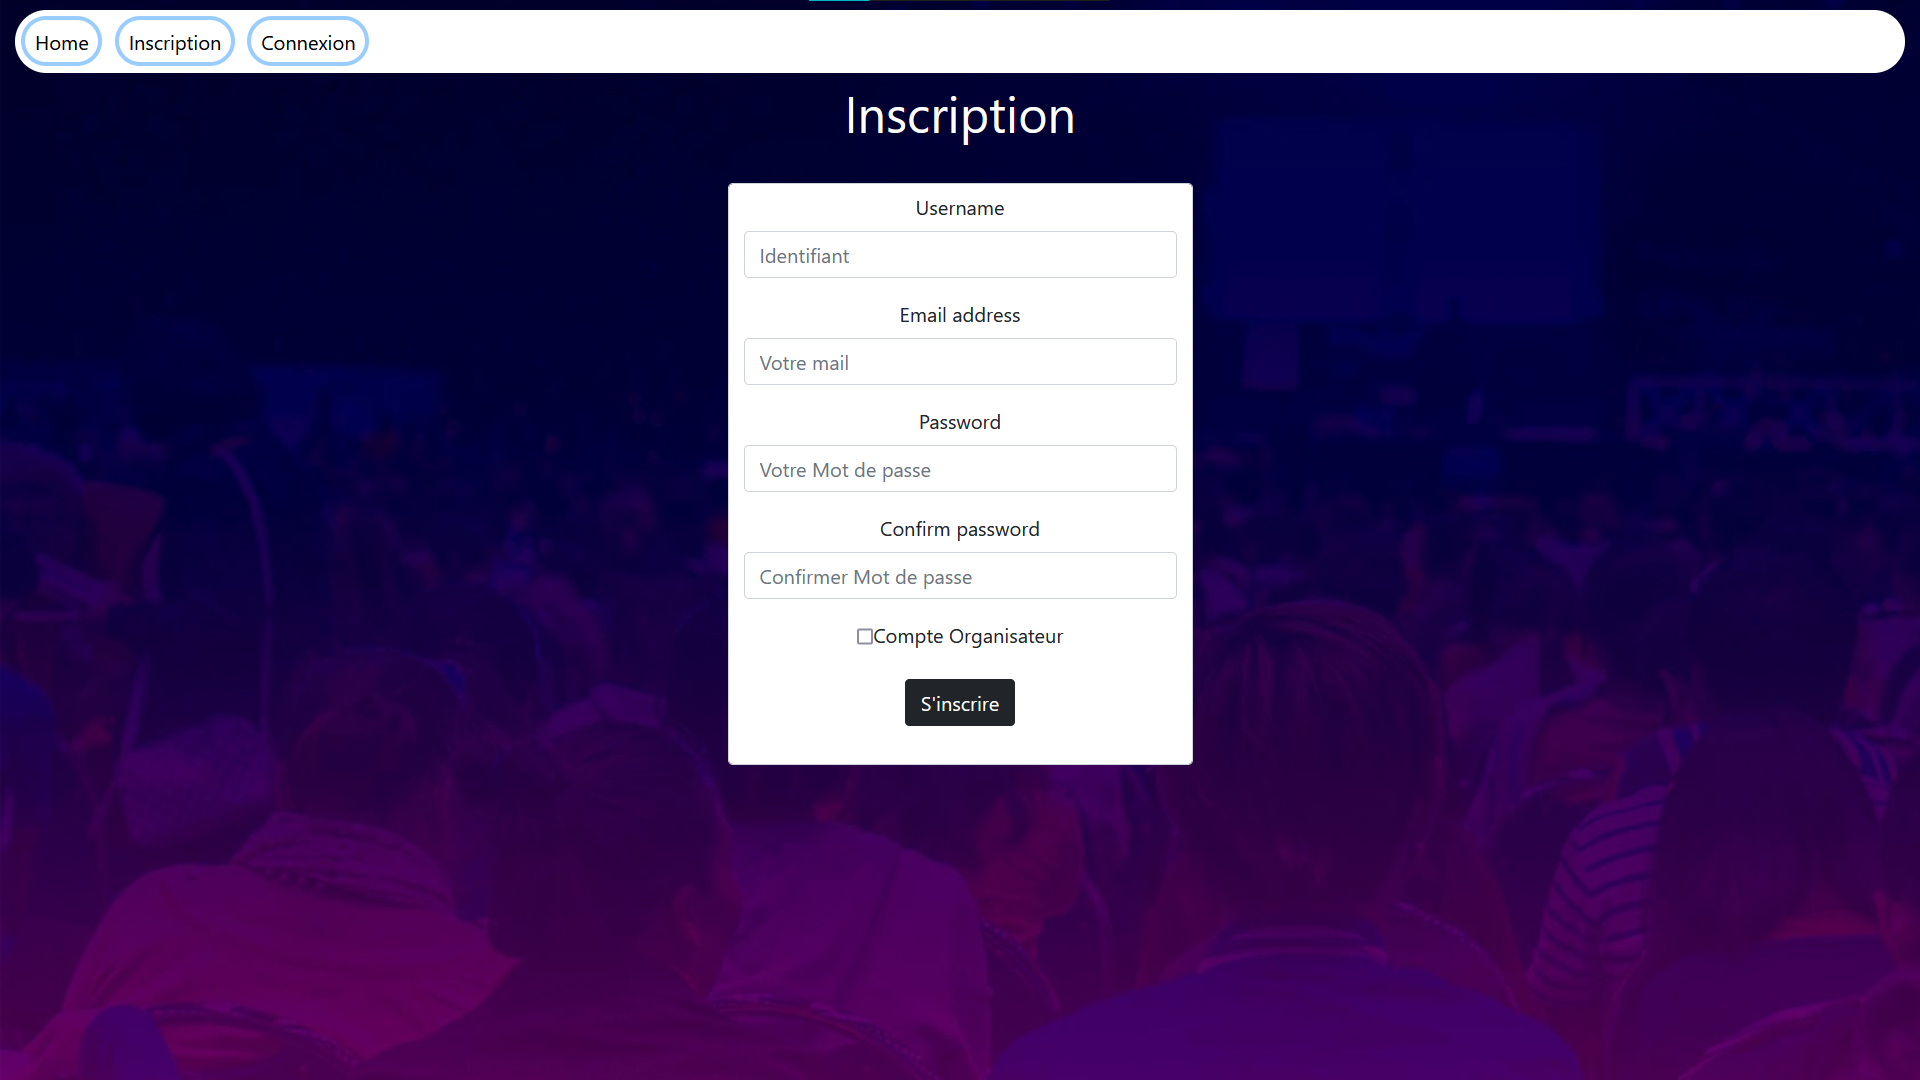 Home Inscription Connexion
Inscription
Username
Identifiant
Email address
Votre mail
Password
Votre Mot de passe
Confirm password
Confirmer Mot de passe
Compte Organisateur
S'inscrire